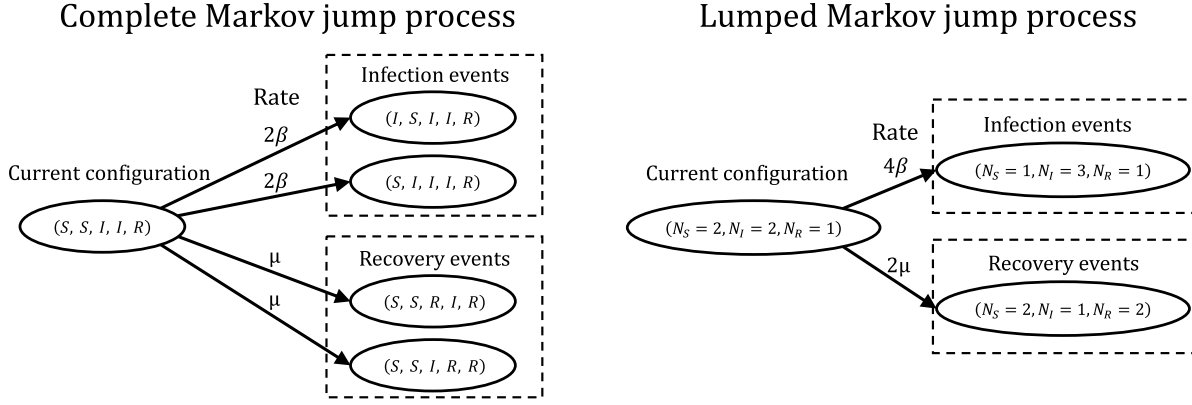 Complete Markov jump process
Infection events
Rate
(I, S, I, I, R)
2β
Current configuration
2β
(S, I, I, I, R)
(S, S, I, I, R)
μ
Recovery events
μ
(S, S, R, I, R)
(S, S, I, R, R)
Lumped Markov jump process
Rate
Infection events
4β
(N_S = 1, N_I = 3, N_R = 1)
Current configuration
(N_S = 2, N_I = 2, N_R = 1)
2μ
Recovery events
(N_S = 2, N_I = 1, N_R = 2)